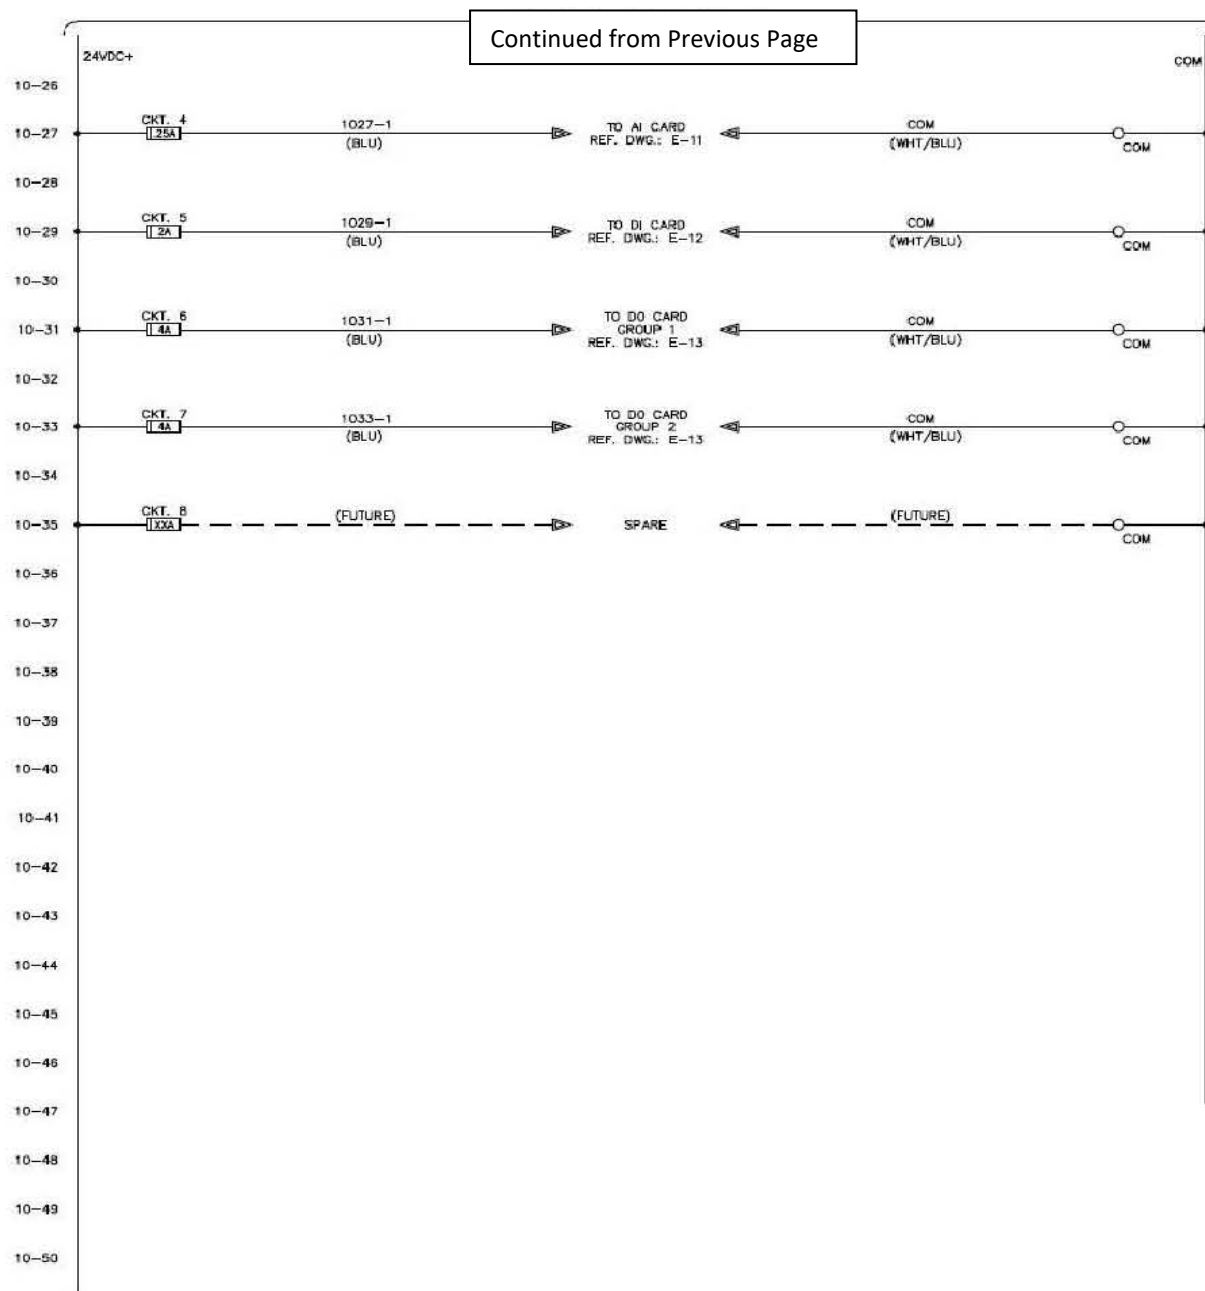 Continued from Previous Page
24VDC+
COM
10-26
CKT. 4
10-27
.25A
1027-1
(BLU)
TO AI CARD
REF. DWG.: E-11
COM
(WHT/BLU)
COM
10-28
CKT. 5
10-29
2A
1029-1
(BLU)
TO DI CARD
REF. DWG.: E-12
COM
(WHT/BLU)
COM
10-30
CKT. 6
10-31
4A
1031-1
(BLU)
TO DO CARD
GROUP 1
REF. DWG.: E-13
COM
(WHT/BLU)
COM
10-32
CKT. 7
10-33
4A
1033-1
(BLU)
TO DO CARD
GROUP 2
REF. DWG.: E-13
COM
(WHT/BLU)
COM
10-34
CKT. 8
10-35
XXA
(FUTURE)
SPARE
(FUTURE)
COM
10-36
10-37
10-38
10-39
10-40
10-41
10-42
10-43
10-44
10-45
10-46
10-47
10-48
10-49
10-50